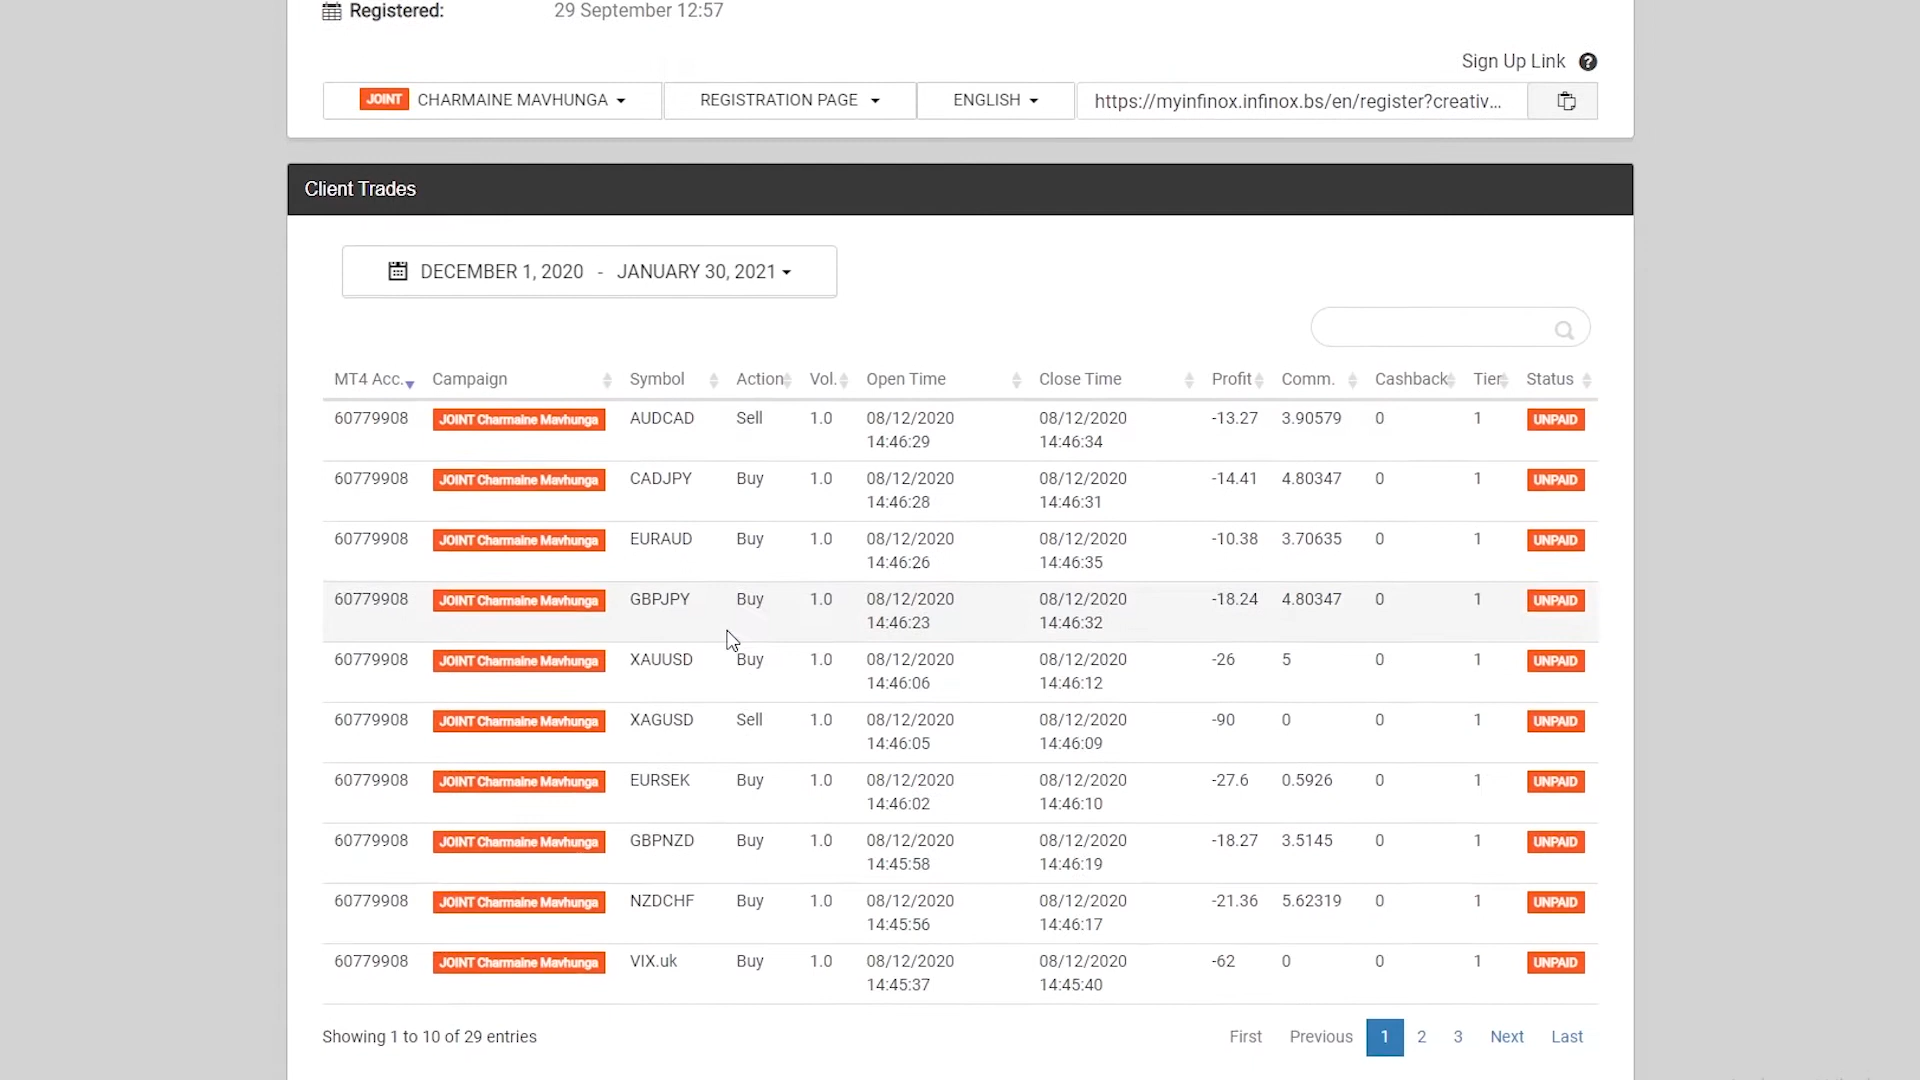 Registered: 29 September 12:57
Sign Up Link ?
JOINT CHARMAINE MAVHUNGA REGISTRATION PAGE ENGLISH https://myinfinox.infinox.bs/en/register?creativ...
Client Trades
DECEMBER 1, 2020 - JANUARY 30, 2021
MT4 Acc. Campaign Symbol Action Vol. Open Time Close Time Profit Comm. Cashback Tier Status
60779908 JOINT Charmaine Mavhunga AUDCAD Sell 1.0 08/12/2020 08/12/2020 -13.27 3.90579 0 1 UNPAID
14:46:29 14:46:34
60779908 JOINT Charmaine Mavhunga CADJPY Buy 1.0 08/12/2020 08/12/2020 -14.41 4.80347 0 1 UNPAID
14:46:28 14:46:31
60779908 JOINT Charmaine Mavhunga EURAUD Buy 1.0 08/12/2020 08/12/2020 -10.38 3.70635 0 1 UNPAID
14:46:26 14:46:35
60779908 JOINT Charmaine Mavhunga GBPJPY Buy 1.0 08/12/2020 08/12/2020 -18.24 4.80347 0 1 UNPAID
14:46:23 14:46:32
60779908 JOINT Charmaine Mavhunga XAUUSD Buy 1.0 08/12/2020 08/12/2020 -26 5 0 1 UNPAID
14:46:06 14:46:12
60779908 JOINT Charmaine Mavhunga XAGUSD Sell 1.0 08/12/2020 08/12/2020 -90 0 0 1 UNPAID
14:46:05 14:46:09
60779908 JOINT Charmaine Mavhunga EURSEK Buy 1.0 08/12/2020 08/12/2020 -27.6 0.5926 0 1 UNPAID
14:46:02 14:46:10
60779908 JOINT Charmaine Mavhunga GBPNZD Buy 1.0 08/12/2020 08/12/2020 -18.27 3.5145 0 1 UNPAID
14:45:58 14:46:19
60779908 JOINT Charmaine Mavhunga NZDCHF Buy 1.0 08/12/2020 08/12/2020 -21.36 5.62319 0 1 UNPAID
14:45:56 14:46:17
60779908 JOINT Charmaine Mavhunga VIX.uk Buy 1.0 08/12/2020 08/12/2020 -62 0 0 1 UNPAID
14:45:37 14:45:40
Showing 1 to 10 of 29 entries First Previous 1 2 3 Next Last